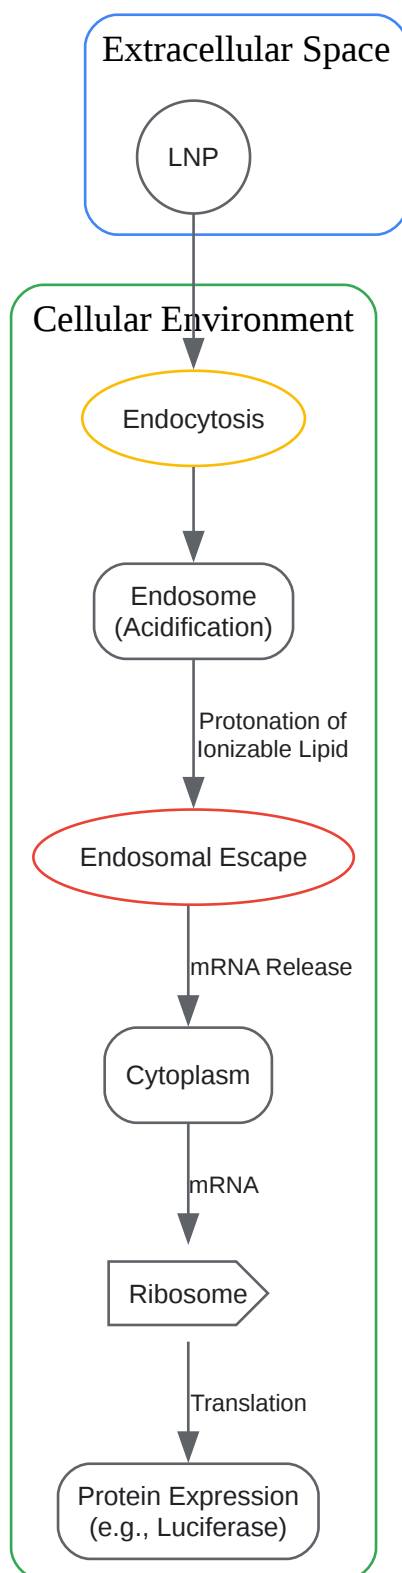 Extracellular Space
LNP
Cellular Environment
Endocytosis
Endosome
(Acidification)
Protonation of
Ionizable Lipid
Endosomal Escape
mRNA Release
Cytoplasm
mRNA
Ribosome
Translation
Protein Expression
(e.g., Luciferase)